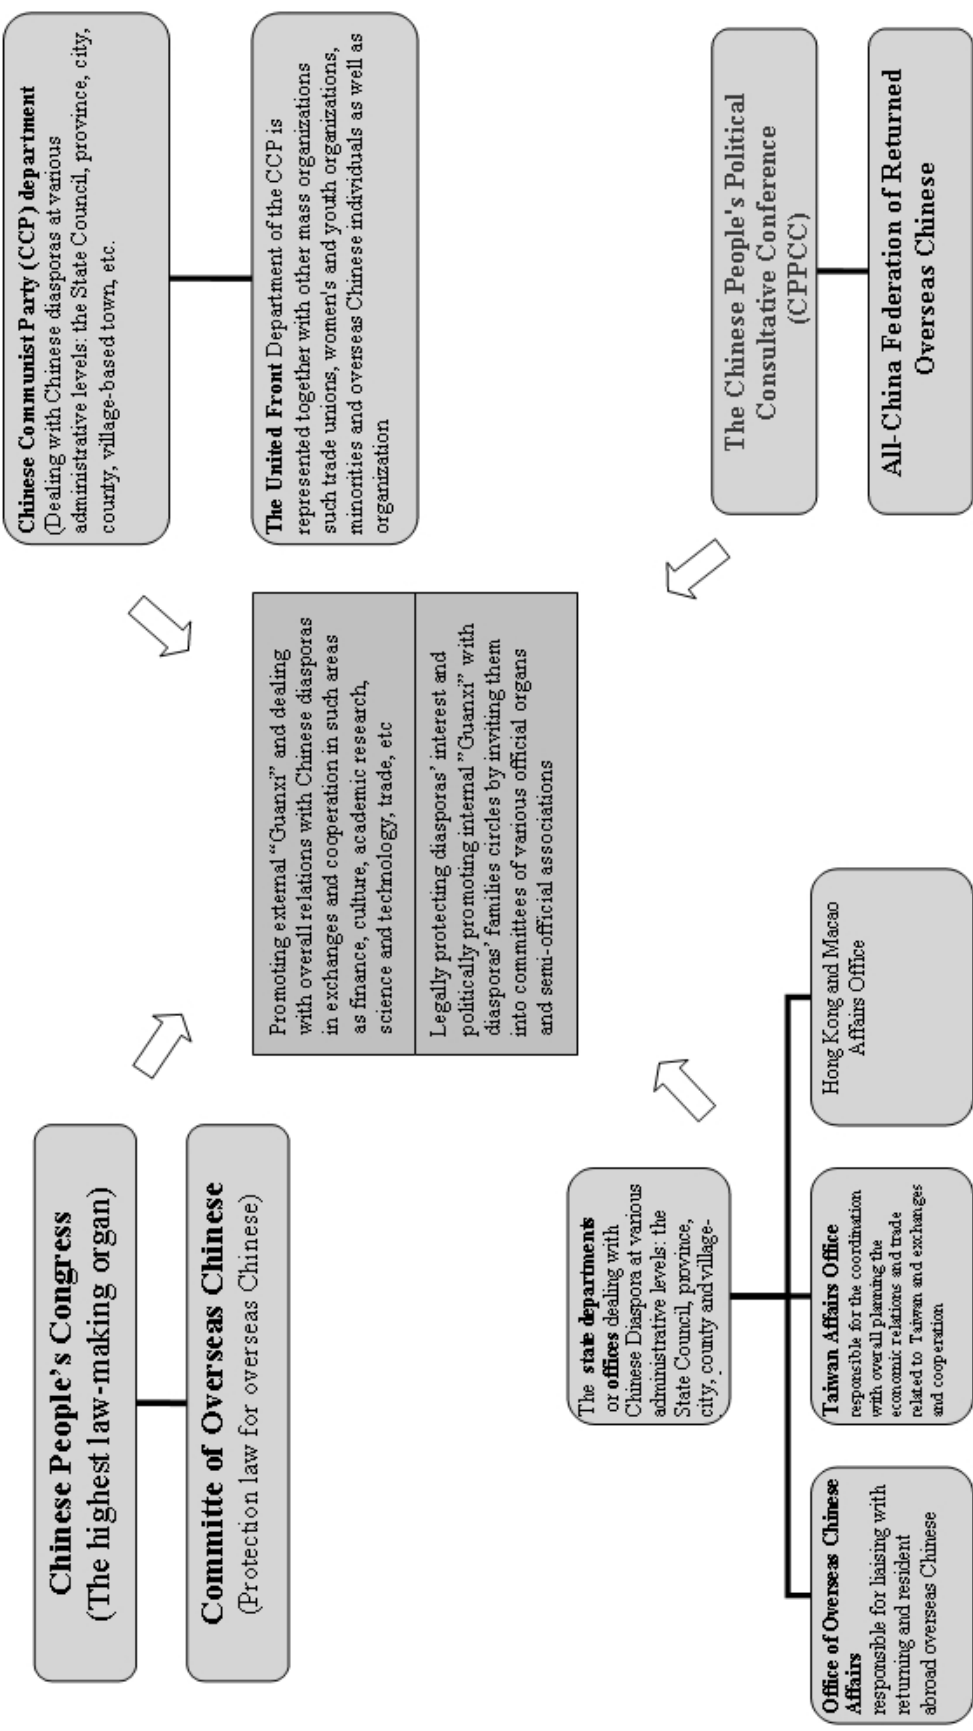 Chinese People's Congress
(The highest law-making organ)
Committe of Overseas Chinese
(Protection law for overseas Chinese)
Chinese Communist Party (CCP) department
(Dealing with Chinese diasporas at various
administrative levels: the State Council, province, city,
county, village-based town, etc.
The United Front Department of the CCP is
represented together with other mass organizations
such trade unions, women's and youth organizations,
minorities and overseas Chinese individuals as well as
organization
Promoting external “Guanxi” and dealing
with overall relations with Chinese diasporas
in exchanges and cooperation in such areas
as finance, culture, academic research,
science and technology, trade, etc
Legally protecting diasporas’ interest and
politically promoting internal ”Guanxi” with
diasporas’ families circles by inviting them
into committees of various official organs
and semi-official associations
The state departments
or offices dealing with
Chinese Diaspora at various
administrative levels: the
State Council, province,
city, county and village-
Office of Overseas Chinese
Affairs
responsible for liaising with
returning and resident
abroad overseas Chinese
Taiwan Affairs Office
responsible for the coordination
with overall planning the
economic relations and trade
related to Taiwan and exchanges
and cooperation
Hong Kong and Macao
Affairs Office
The Chinese People's Political
Consultative Conference
(CPPCC)
All-China Federation of Returned
Overseas Chinese